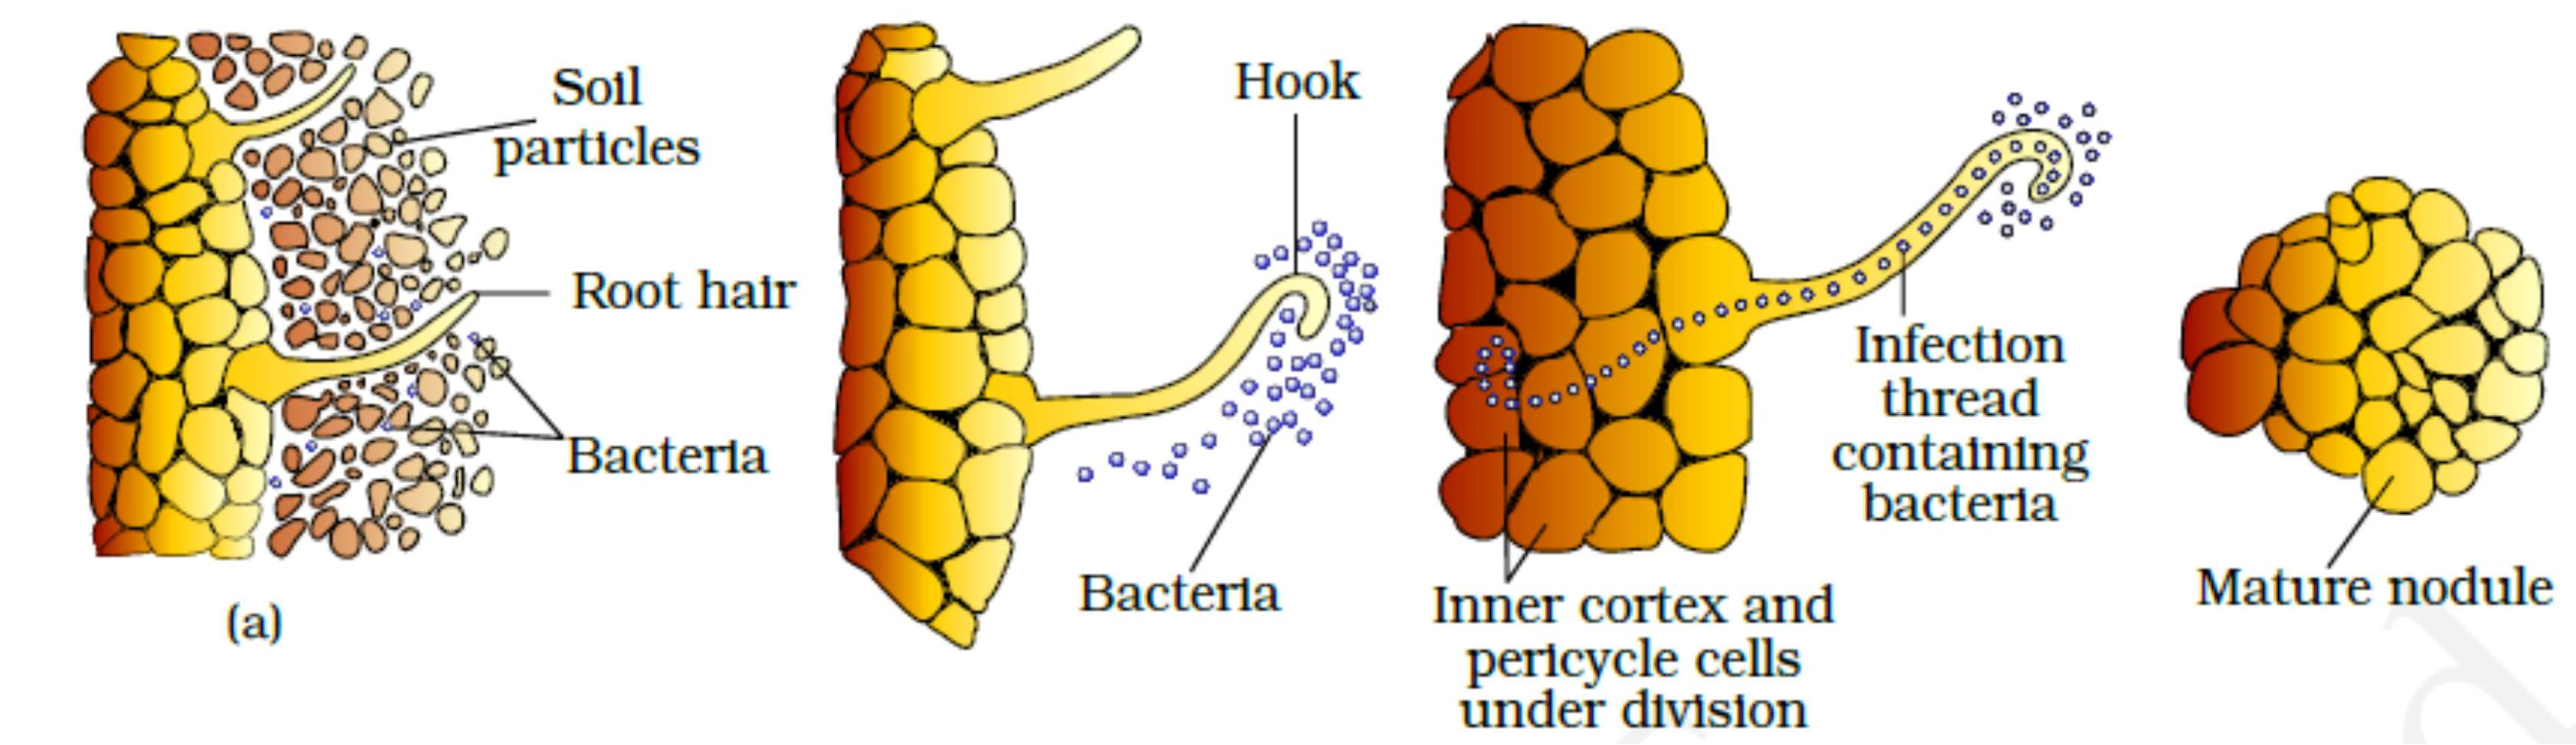 Soil
particles
Root hair
Bacteria
(a)
Hook
Bacteria
Infection
thread
containing
bacteria
Inner cortex and
pericycle cells
under division
Mature nodule